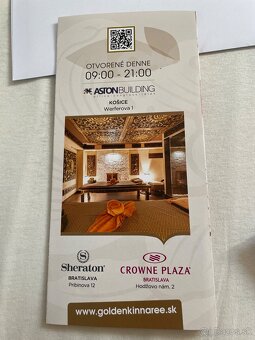 OTVORENÉ DENNE
09:00 - 21:00
ASTON BUILDING
KOŠICE
Werferova 1
Sheraton
BRATISLAVA
Pribinova 12
CROWNE PLAZA
BRATISLAVA
Hodžovo nám. 2
www.goldenkinnaree.sk